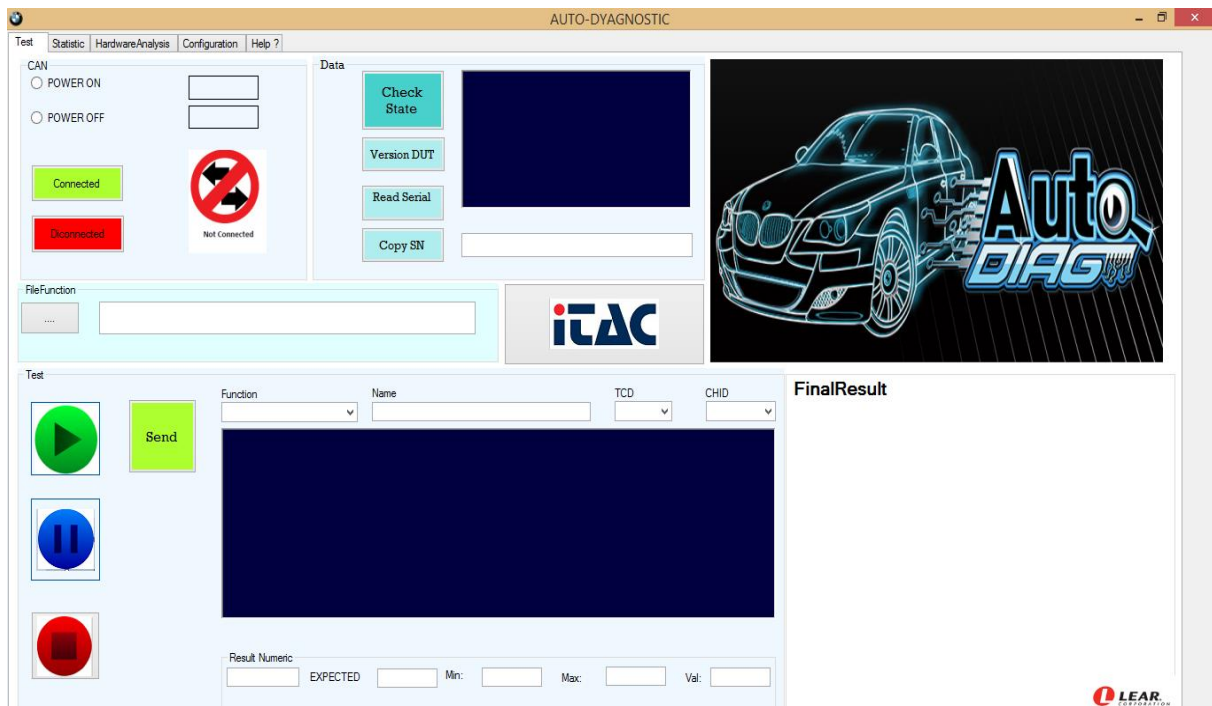 AUTO-DYAGNOSTIC
Test Statistic HardwareAnalysis Configuration Help ?
CAN
POWER ON
POWER OFF
Connected
Diconnected
Not Connected
Data
Check
State
Version DUT
Read Serial
Copy SN
Auto
DIAG
FileFunction
....
iTAC
Test
Send
Function Name TCD CHID
Result Numeric
EXPECTED Min: Max: Val:
FinalResult
LEAR.
CORPORATION